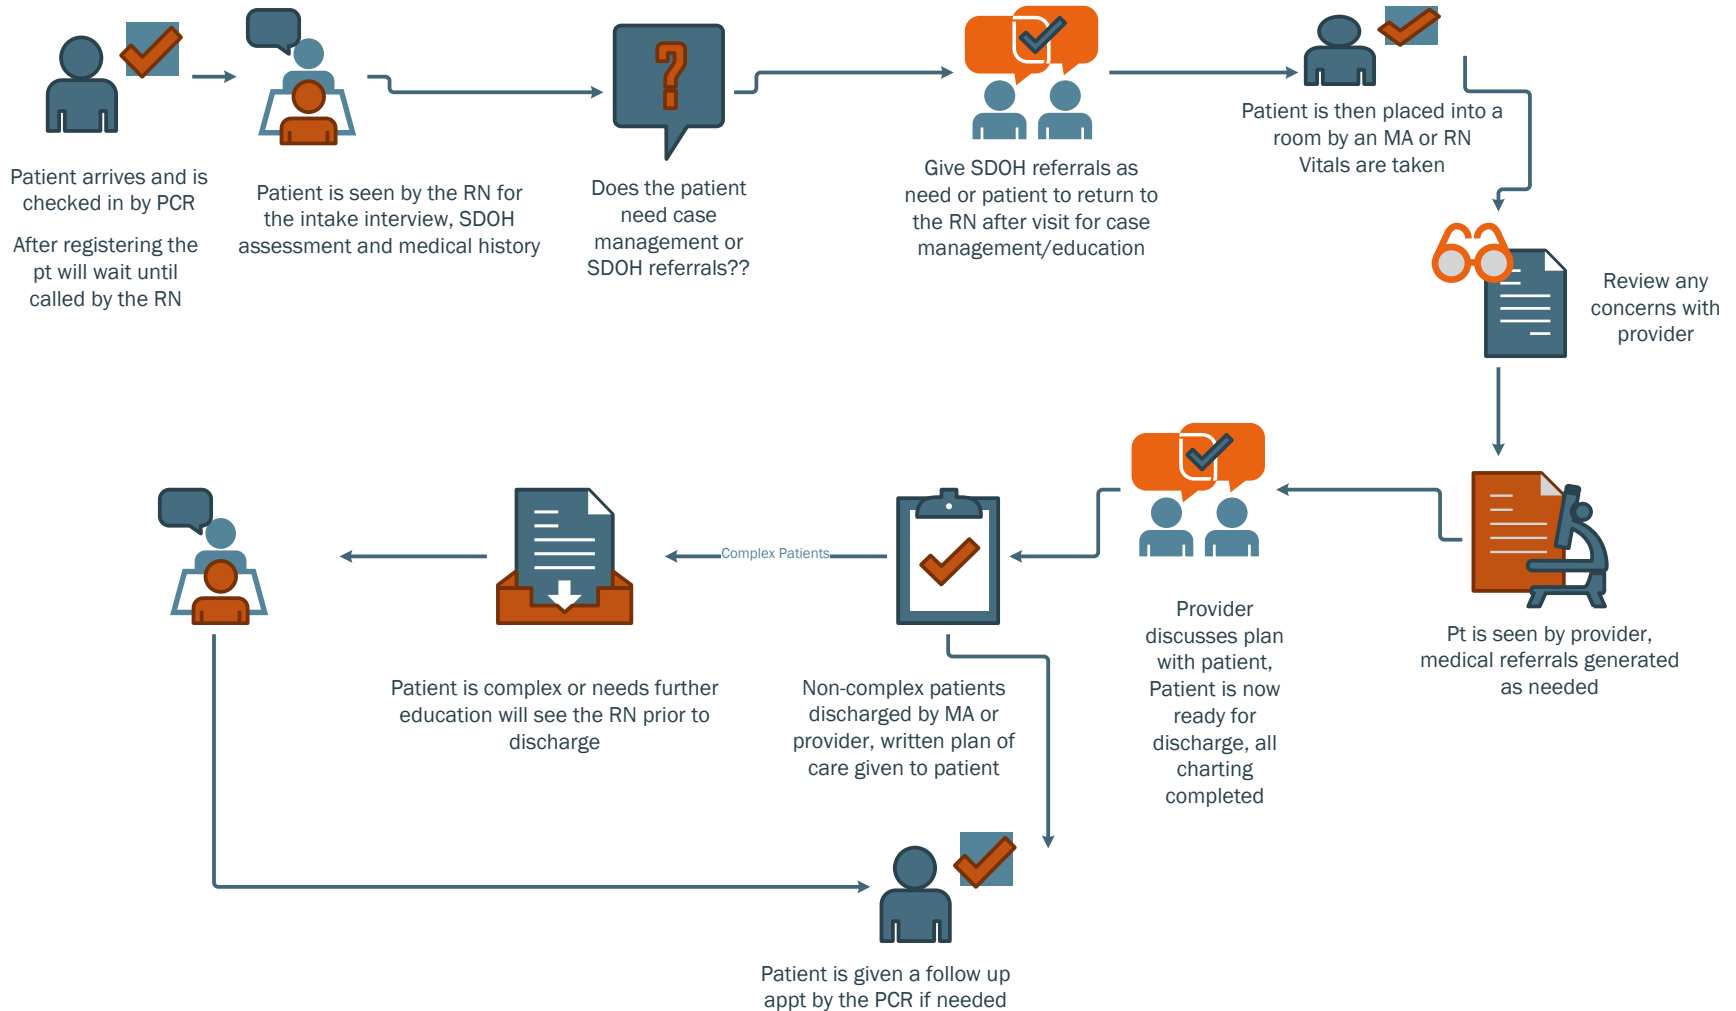 Patient arrives and is
checked in by PCR
After registering the
pt will wait until
called by the RN
Patient is seen by the RN for
the intake interview, SDOH
assessment and medical history
?
Does the patient
need case
management or
SDOH referrals??
Give SDOH referrals as
need or patient to return to
the RN after visit for case
management/education
Patient is then placed into a
room by an MA or RN
Vitals are taken
Review any
concerns with
provider
Pt is seen by provider,
medical referrals generated
as needed
Provider
discusses plan
with patient,
Patient is now
ready for
discharge, all
charting
completed
Non-complex patients
discharged by MA or
provider, written plan of
care given to patient
Complex Patients
Patient is complex or needs further
education will see the RN prior to
discharge
Patient is given a follow up
appt by the PCR if needed